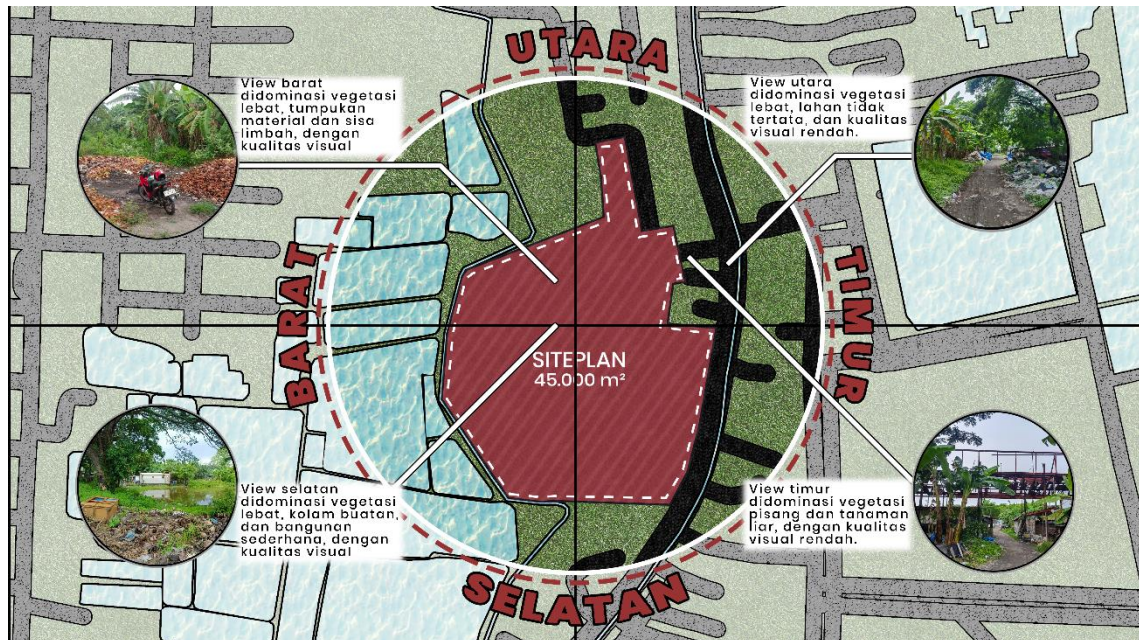 UTARA
View barat
didominasi vegetasi
lebat, tumpukan
material dan sisa
limbah, dengan
kualitas visual
View utara
didominasi vegetasi
lebat, lahan tidak
tertata, dan kualitas
visual rendah.
BARAT
TIMUR
SITEPLAN
45.000 m²
View selatan
didominasi vegetasi
lebat, kolam buatan,
dan bangunan
sederhana, dengan
kualitas visual
View timur
didominasi vegetasi
pisang dan tanaman
liar, dengan kualitas
visual rendah.
SELATAN